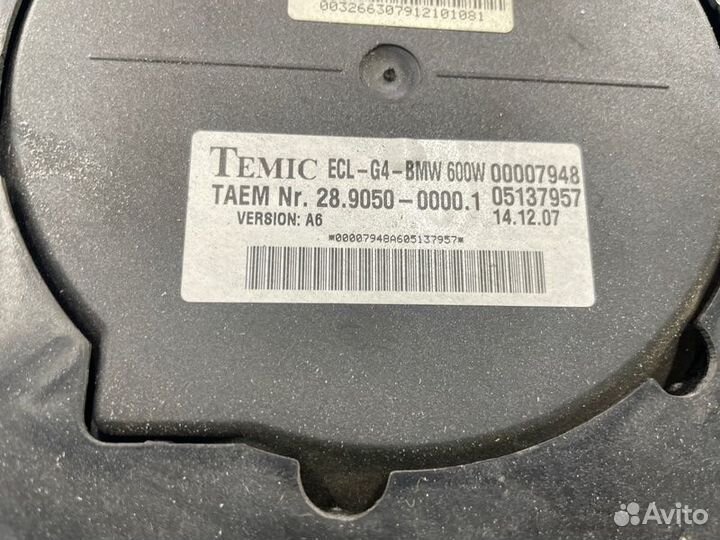 003266307912101081
TEMIC ECL-G4-BMW 600W 00007948
TAEM Nr. 28.9050-0000.1 05137957
VERSION: A6 14.12.07
*00007948A605137957*
Avito